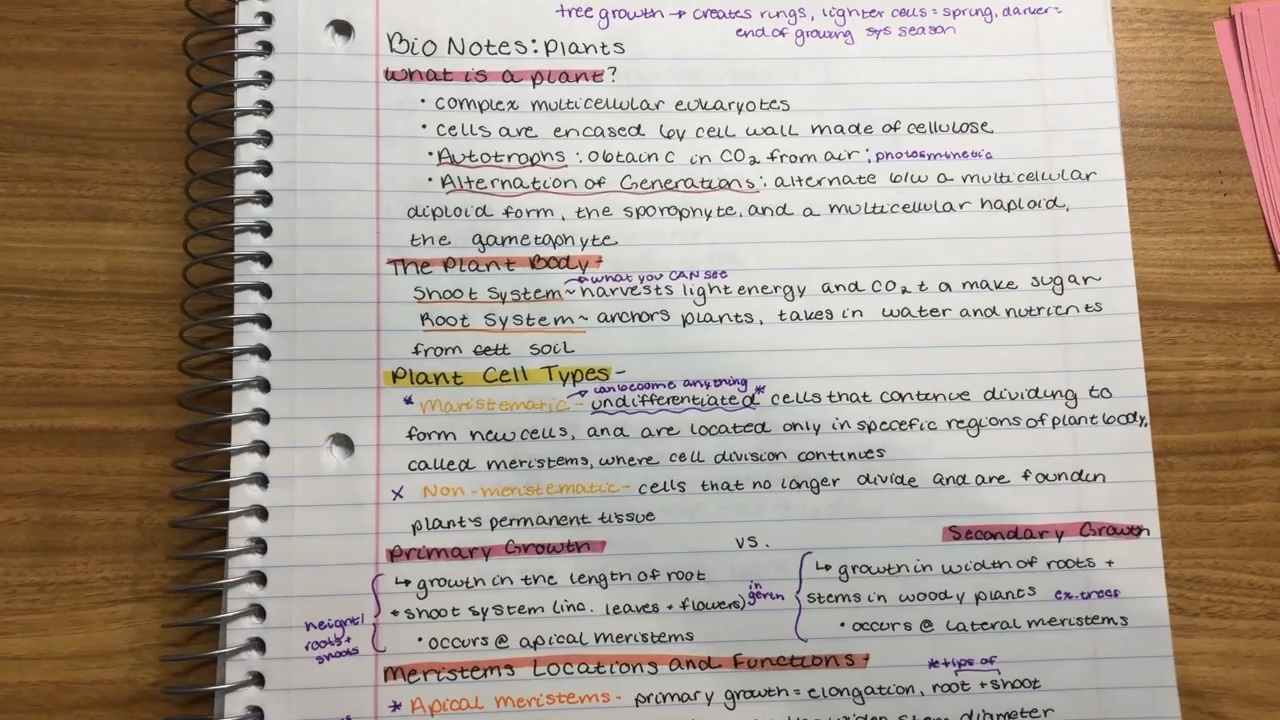 tree growth → creates rings, lighter cells = spring, darker =
end of growing sys season
Bio Notes: Plants
What is a plant?
• complex multicellular eukaryotes
• cells are encased by cell wall made of cellulose
• Autotrophs : obtain C in CO₂ from air ; photosynthetic
• Alternation of Generations : alternate b/w a multicellular
diploid form, the sporophyte, and a multicellular haploid,
the gametophyte
The Plant Body -
→ what you CAN see
Shoot System ~ harvests light energy and CO₂ t a make sugar
Root System ~ anchors plants, takes in water and nutrients
from cell soil
Plant Cell Types -
→ can become anything
* Maristematic - undifferentiated* cells that contenue dividing to
form new cells, and are located only in specefic regions of plant body,
called meristems, where cell division continues
x Non-meristematic - cells that no longer divide and are found in
plant's permanent tissue
Primary Growth vs. Secondary Growth
↳ growth in the length of root
• shoot system (inc. leaves + flowers)
• occurs @ apical meristems
height/
roots +
shoots
in
gerth
↳ growth in width of roots +
stems in woody plants ex. trees
• occurs @ lateral meristems
Meristems Locations and Functions -
* tips of
* Apical meristems - primary growth = elongation, root + shoot
stem diameter